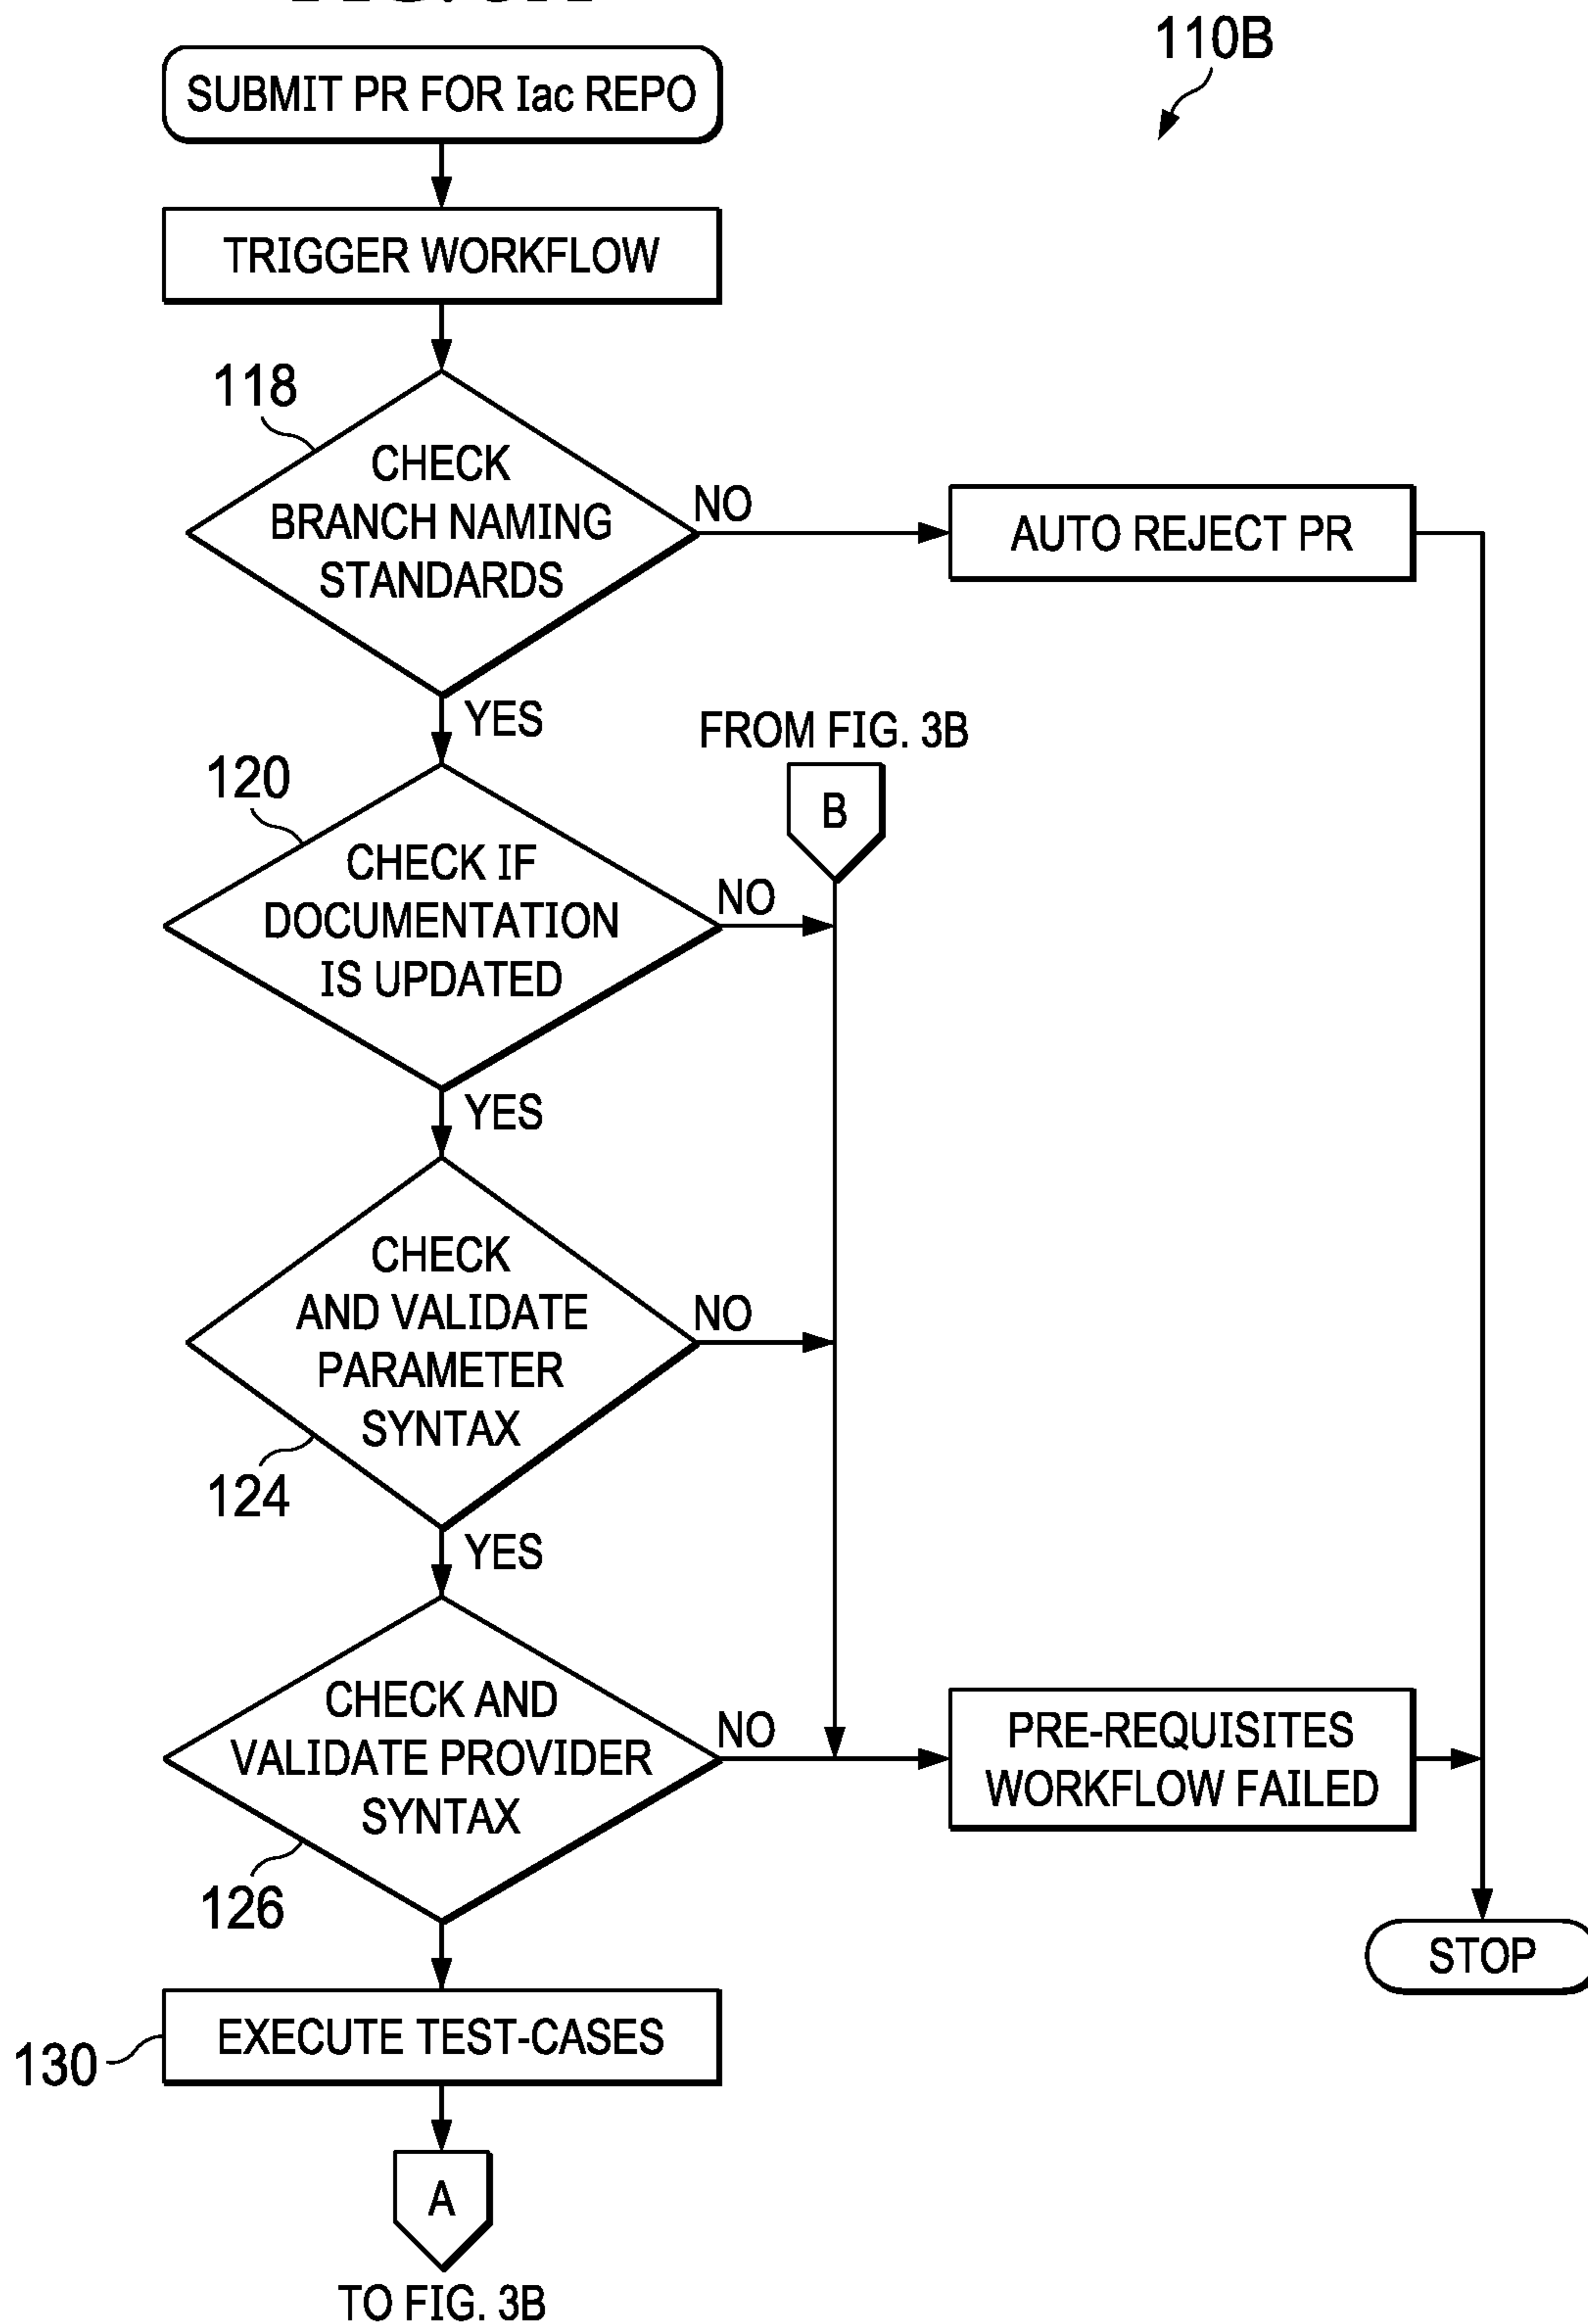 110B
SUBMIT PR FOR Iac REPO
TRIGGER WORKFLOW
118
CHECK
BRANCH NAMING
STANDARDS
NO
AUTO REJECT PR
YES
FROM FIG. 3B
B
120
CHECK IF
DOCUMENTATION
IS UPDATED
NO
YES
CHECK
AND VALIDATE
PARAMETER
SYNTAX
NO
124
YES
CHECK AND
VALIDATE PROVIDER
SYNTAX
NO
PRE-REQUISITES
WORKFLOW FAILED
126
STOP
EXECUTE TEST-CASES
130
A
TO FIG. 3B